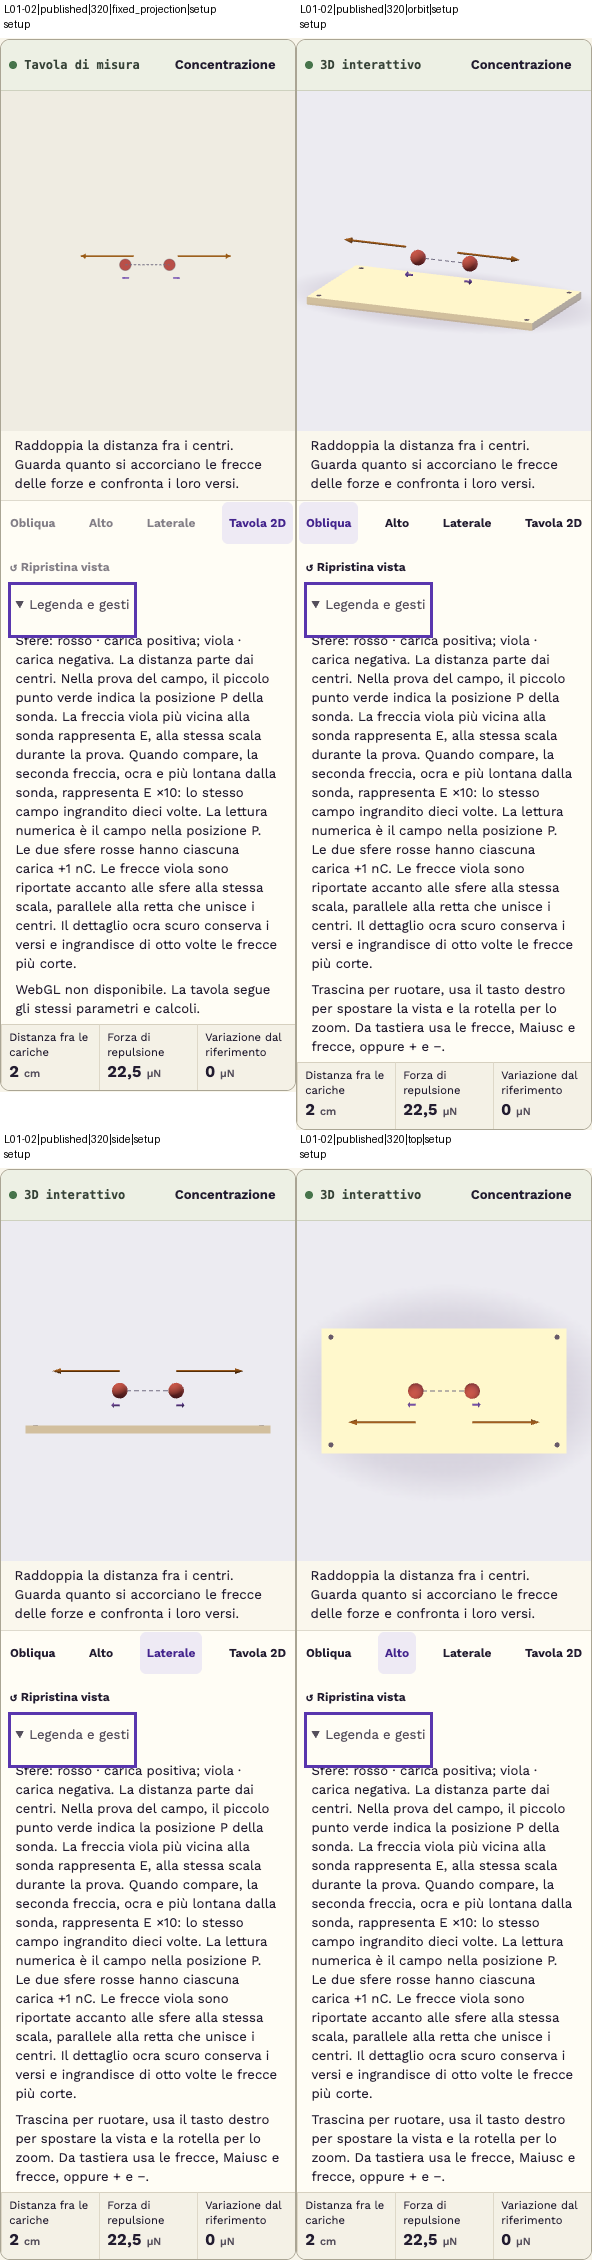 L01-02|published|320|fixed_projection|setup
setup
● Tavola di misura Concentrazione
Raddoppia la distanza fra i centri.
Guarda quanto si accorciano le frecce
delle forze e confronta i loro versi.
Obliqua Alto Laterale Tavola 2D
↺ Ripristina vista
▼ Legenda e gesti
Sfere: rosso · carica positiva; viola ·
carica negativa. La distanza parte dai
centri. Nella prova del campo, il piccolo
punto verde indica la posizione P della
sonda. La freccia viola più vicina alla
sonda rappresenta E, alla stessa scala
durante la prova. Quando compare, la
seconda freccia, ocra e più lontana dalla
sonda, rappresenta E ×10: lo stesso
campo ingrandito dieci volte. La lettura
numerica è il campo nella posizione P.
Le due sfere rosse hanno ciascuna
carica +1 nC. Le frecce viola sono
riportate accanto alle sfere alla stessa
scala, parallele alla retta che unisce i
centri. Il dettaglio ocra scuro conserva i
versi e ingrandisce di otto volte le frecce
più corte.
WebGL non disponibile. La tavola segue
gli stessi parametri e calcoli.
Distanza fra le cariche
2 cm
Forza di repulsione
22,5 µN
Variazione dal riferimento
0 µN
L01-02|published|320|orbit|setup
setup
● 3D interattivo Concentrazione
Raddoppia la distanza fra i centri.
Guarda quanto si accorciano le frecce
delle forze e confronta i loro versi.
Obliqua Alto Laterale Tavola 2D
↺ Ripristina vista
▼ Legenda e gesti
Sfere: rosso · carica positiva; viola ·
carica negativa. La distanza parte dai
centri. Nella prova del campo, il piccolo
punto verde indica la posizione P della
sonda. La freccia viola più vicina alla
sonda rappresenta E, alla stessa scala
durante la prova. Quando compare, la
seconda freccia, ocra e più lontana dalla
sonda, rappresenta E ×10: lo stesso
campo ingrandito dieci volte. La lettura
numerica è il campo nella posizione P.
Le due sfere rosse hanno ciascuna
carica +1 nC. Le frecce viola sono
riportate accanto alle sfere alla stessa
scala, parallele alla retta che unisce i
centri. Il dettaglio ocra scuro conserva i
versi e ingrandisce di otto volte le frecce
più corte.
Trascina per ruotare, usa il tasto destro
per spostare la vista e la rotella per lo
zoom. Da tastiera usa le frecce, Maiusc e
frecce, oppure + e −.
Distanza fra le cariche
2 cm
Forza di repulsione
22,5 µN
Variazione dal riferimento
0 µN
L01-02|published|320|side|setup
setup
● 3D interattivo Concentrazione
Raddoppia la distanza fra i centri.
Guarda quanto si accorciano le frecce
delle forze e confronta i loro versi.
Obliqua Alto Laterale Tavola 2D
↺ Ripristina vista
▼ Legenda e gesti
Sfere: rosso · carica positiva; viola ·
carica negativa. La distanza parte dai
centri. Nella prova del campo, il piccolo
punto verde indica la posizione P della
sonda. La freccia viola più vicina alla
sonda rappresenta E, alla stessa scala
durante la prova. Quando compare, la
seconda freccia, ocra e più lontana dalla
sonda, rappresenta E ×10: lo stesso
campo ingrandito dieci volte. La lettura
numerica è il campo nella posizione P.
Le due sfere rosse hanno ciascuna
carica +1 nC. Le frecce viola sono
riportate accanto alle sfere alla stessa
scala, parallele alla retta che unisce i
centri. Il dettaglio ocra scuro conserva i
versi e ingrandisce di otto volte le frecce
più corte.
Trascina per ruotare, usa il tasto destro
per spostare la vista e la rotella per lo
zoom. Da tastiera usa le frecce, Maiusc e
frecce, oppure + e −.
Distanza fra le cariche
2 cm
Forza di repulsione
22,5 µN
Variazione dal riferimento
0 µN
L01-02|published|320|top|setup
setup
● 3D interattivo Concentrazione
Raddoppia la distanza fra i centri.
Guarda quanto si accorciano le frecce
delle forze e confronta i loro versi.
Obliqua Alto Laterale Tavola 2D
↺ Ripristina vista
▼ Legenda e gesti
Sfere: rosso · carica positiva; viola ·
carica negativa. La distanza parte dai
centri. Nella prova del campo, il piccolo
punto verde indica la posizione P della
sonda. La freccia viola più vicina alla
sonda rappresenta E, alla stessa scala
durante la prova. Quando compare, la
seconda freccia, ocra e più lontana dalla
sonda, rappresenta E ×10: lo stesso
campo ingrandito dieci volte. La lettura
numerica è il campo nella posizione P.
Le due sfere rosse hanno ciascuna
carica +1 nC. Le frecce viola sono
riportate accanto alle sfere alla stessa
scala, parallele alla retta che unisce i
centri. Il dettaglio ocra scuro conserva i
versi e ingrandisce di otto volte le frecce
più corte.
Trascina per ruotare, usa il tasto destro
per spostare la vista e la rotella per lo
zoom. Da tastiera usa le frecce, Maiusc e
frecce, oppure + e −.
Distanza fra le cariche
2 cm
Forza di repulsione
22,5 µN
Variazione dal riferimento
0 µN